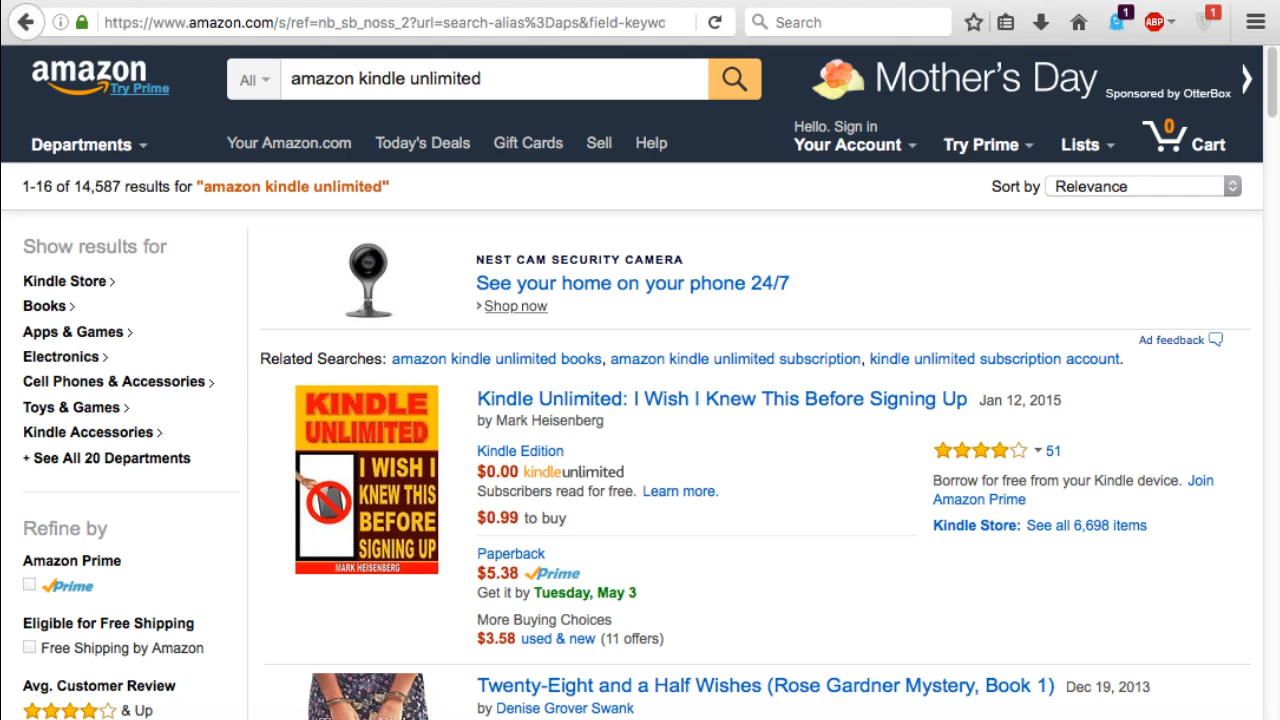 https://www.amazon.com/s/ref=nb_sb_noss_2?url=search-alias%3Daps&field-keywo
Search
1
ABP
1
amazon
Try Prime
All
amazon kindle unlimited
Mother's Day
Sponsored by OtterBox
Departments
Your Amazon.com
Today's Deals
Gift Cards
Sell
Help
Hello. Sign in
Your Account
Try Prime
Lists
0
Cart
1-16 of 14,587 results for "amazon kindle unlimited"
Sort by
Relevance
Show results for
Kindle Store
Books
Apps & Games
Electronics
Cell Phones & Accessories
Toys & Games
Kindle Accessories
+ See All 20 Departments
Refine by
Amazon Prime
Prime
Eligible for Free Shipping
Free Shipping by Amazon
Avg. Customer Review
& Up
NEST CAM SECURITY CAMERA
See your home on your phone 24/7
Shop now
Ad feedback
Related Searches: amazon kindle unlimited books, amazon kindle unlimited subscription, kindle unlimited subscription account.
KINDLE
UNLIMITED
I WISH I
KNEW THIS
BEFORE
SIGNING UP
MARK HEISENBERG
Kindle Unlimited: I Wish I Knew This Before Signing Up Jan 12, 2015
by Mark Heisenberg
Kindle Edition
$0.00 kindleunlimited
Subscribers read for free. Learn more.
$0.99 to buy
Paperback
$5.38 Prime
Get it by Tuesday, May 3
More Buying Choices
$3.58 used & new (11 offers)
51
Borrow for free from your Kindle device. Join
Amazon Prime
Kindle Store: See all 6,698 items
Twenty-Eight and a Half Wishes (Rose Gardner Mystery, Book 1) Dec 19, 2013
by Denise Grover Swank